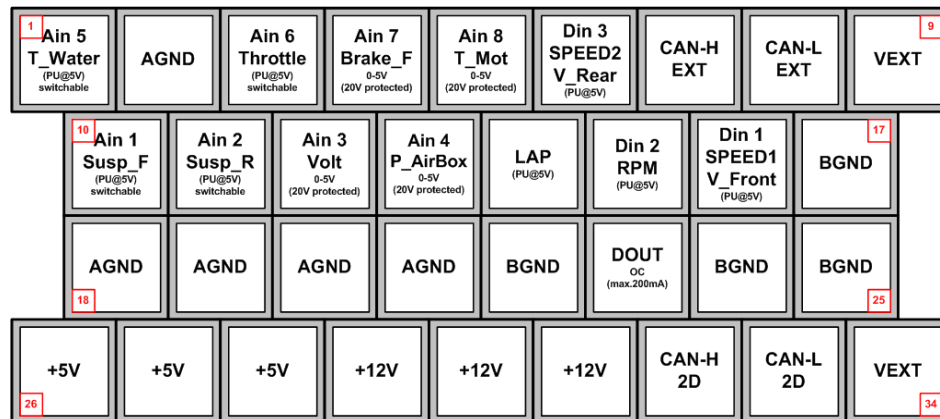 1
Ain 5
T_Water
(PU@5V)
switchable
AGND
Ain 6
Throttle
(PU@5V)
switchable
Ain 7
Brake_F
0-5V
(20V protected)
Ain 8
T_Mot
0-5V
(20V protected)
Din 3
SPEED2
V_Rear
(PU@5V)
CAN-H
EXT
CAN-L
EXT
9
VEXT
10
Ain 1
Susp_F
(PU@5V)
switchable
Ain 2
Susp_R
(PU@5V)
switchable
Ain 3
Volt
0-5V
(20V protected)
Ain 4
P_AirBox
0-5V
(20V protected)
LAP
(PU@5V)
Din 2
RPM
(PU@5V)
Din 1
SPEED1
V_Front
(PU@5V)
17
BGND
AGND
18
AGND
AGND
AGND
BGND
DOUT
OC
(max.200mA)
BGND
BGND
25
+5V
26
+5V
+5V
+12V
+12V
+12V
CAN-H
2D
CAN-L
2D
VEXT
34